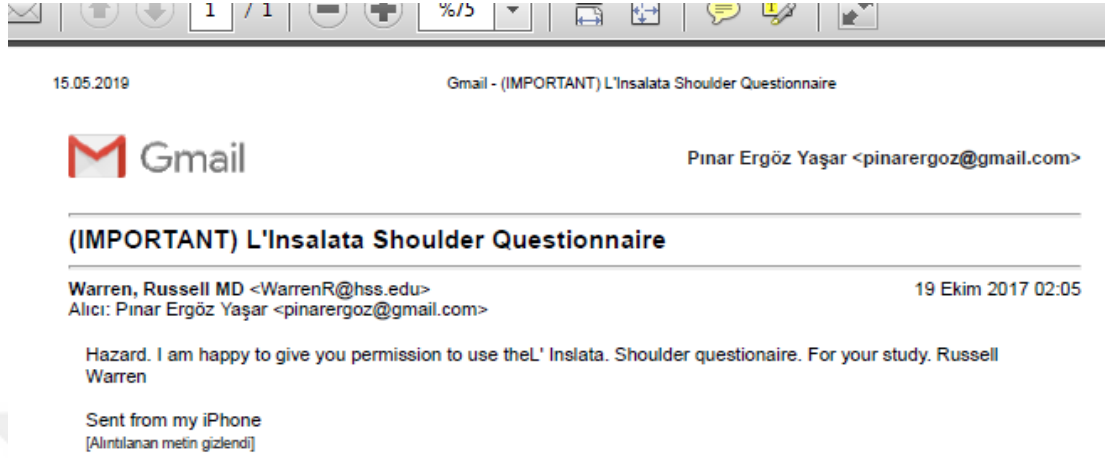 1 / 1 %75
15.05.2019 Gmail - (IMPORTANT) L'Insalata Shoulder Questionnaire
Gmail Pınar Ergöz Yaşar <pinarergoz@gmail.com>
(IMPORTANT) L'Insalata Shoulder Questionnaire
Warren, Russell MD <WarrenR@hss.edu> 19 Ekim 2017 02:05
Alıcı: Pınar Ergöz Yaşar <pinarergoz@gmail.com>
Hazard. I am happy to give you permission to use theL' Inslata. Shoulder questionaire. For your study. Russell
Warren
Sent from my iPhone
[Alıntılanan metin gizlendi]